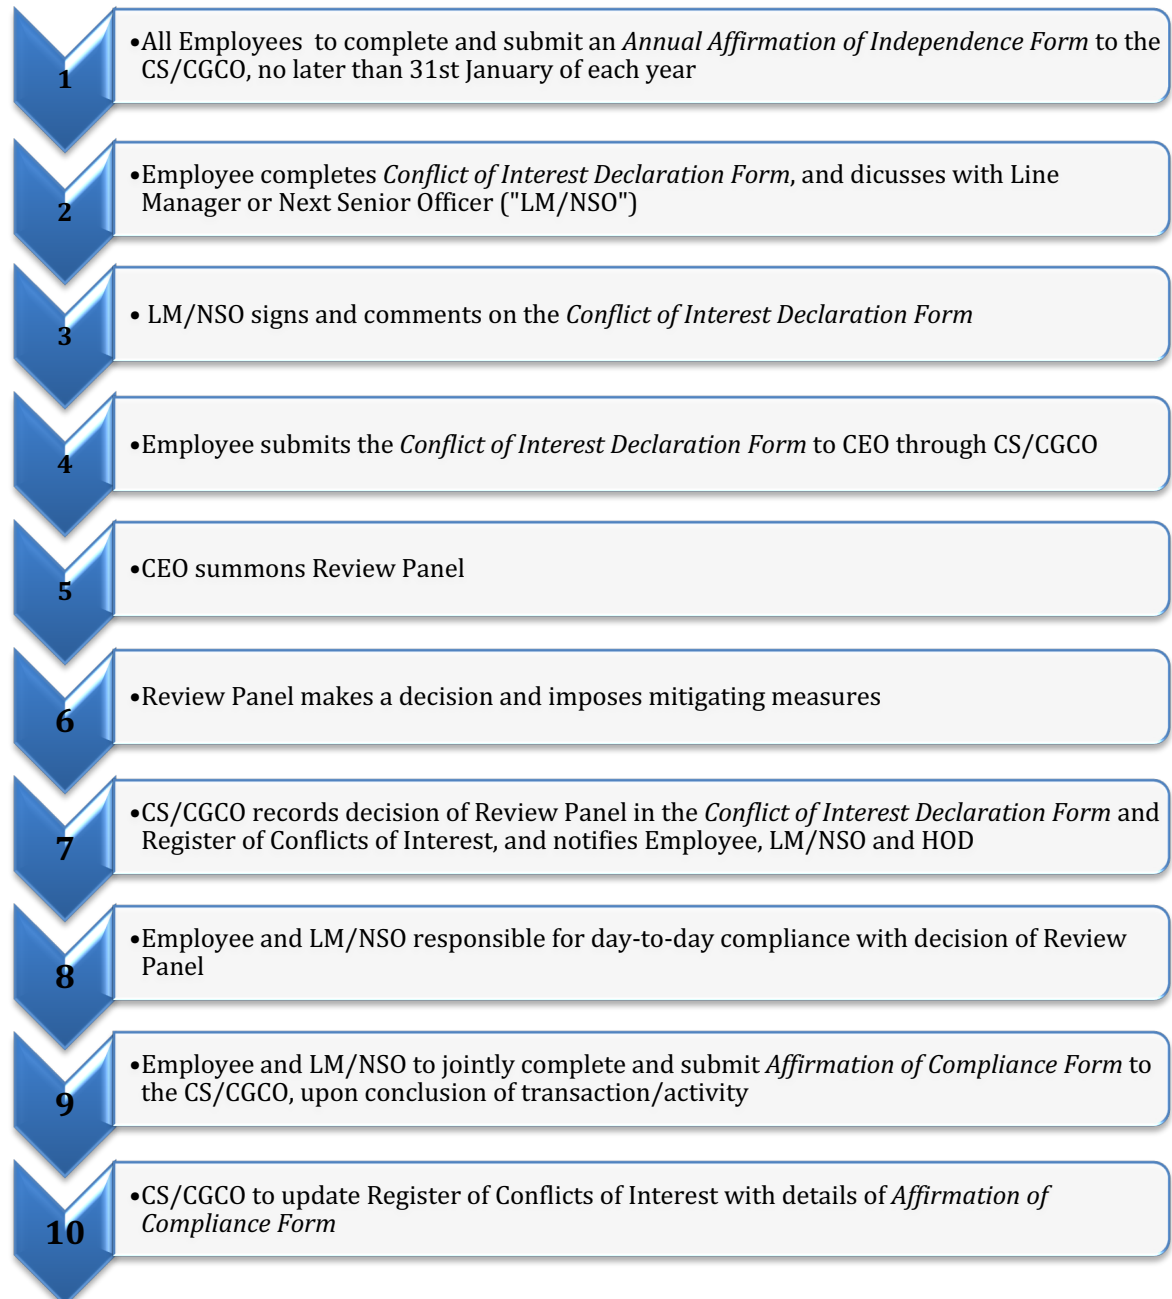 1
•All Employees  to complete and submit an Annual Affirmation of Independence Form to the
CS/CGCO, no later than 31st January of each year
2
•Employee completes Conflict of Interest Declaration Form, and dicusses with Line
Manager or Next Senior Officer ("LM/NSO")
3
• LM/NSO signs and comments on the Conflict of Interest Declaration Form
4
•Employee submits the Conflict of Interest Declaration Form to CEO through CS/CGCO
5
•CEO summons Review Panel
6
•Review Panel makes a decision and imposes mitigating measures
7
•CS/CGCO records decision of Review Panel in the Conflict of Interest Declaration Form and
Register of Conflicts of Interest, and notifies Employee, LM/NSO and HOD
8
•Employee and LM/NSO responsible for day-to-day compliance with decision of Review
Panel
9
•Employee and LM/NSO to jointly complete and submit Affirmation of Compliance Form to
the CS/CGCO, upon conclusion of transaction/activity
10
•CS/CGCO to update Register of Conflicts of Interest with details of Affirmation of
Compliance Form